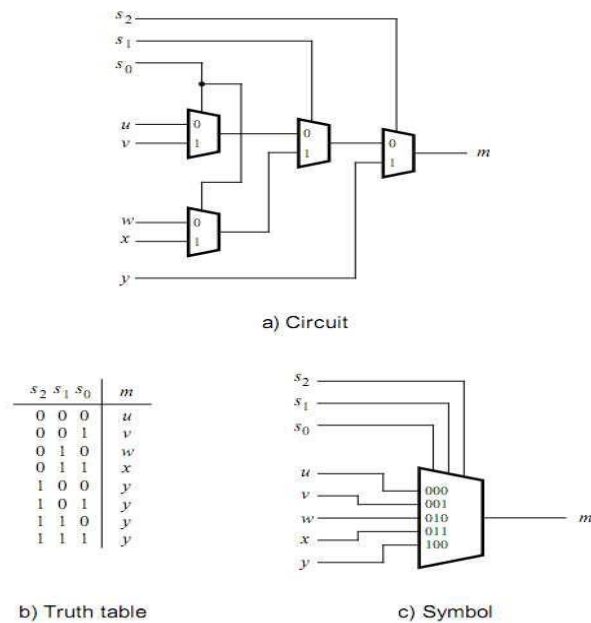 s2
s1
s0
u 0
v 1
0
1
0
1
m
w 0
x 1
y
a) Circuit
s2 s1 s0 m
0 0 0 u
0 0 1 v
0 1 0 w
0 1 1 x
1 0 0 y
1 0 1 y
1 1 0 y
1 1 1 y
b) Truth table
s2
s1
s0
u 000
v 001
w 010
x 011
y 100
m
c) Symbol